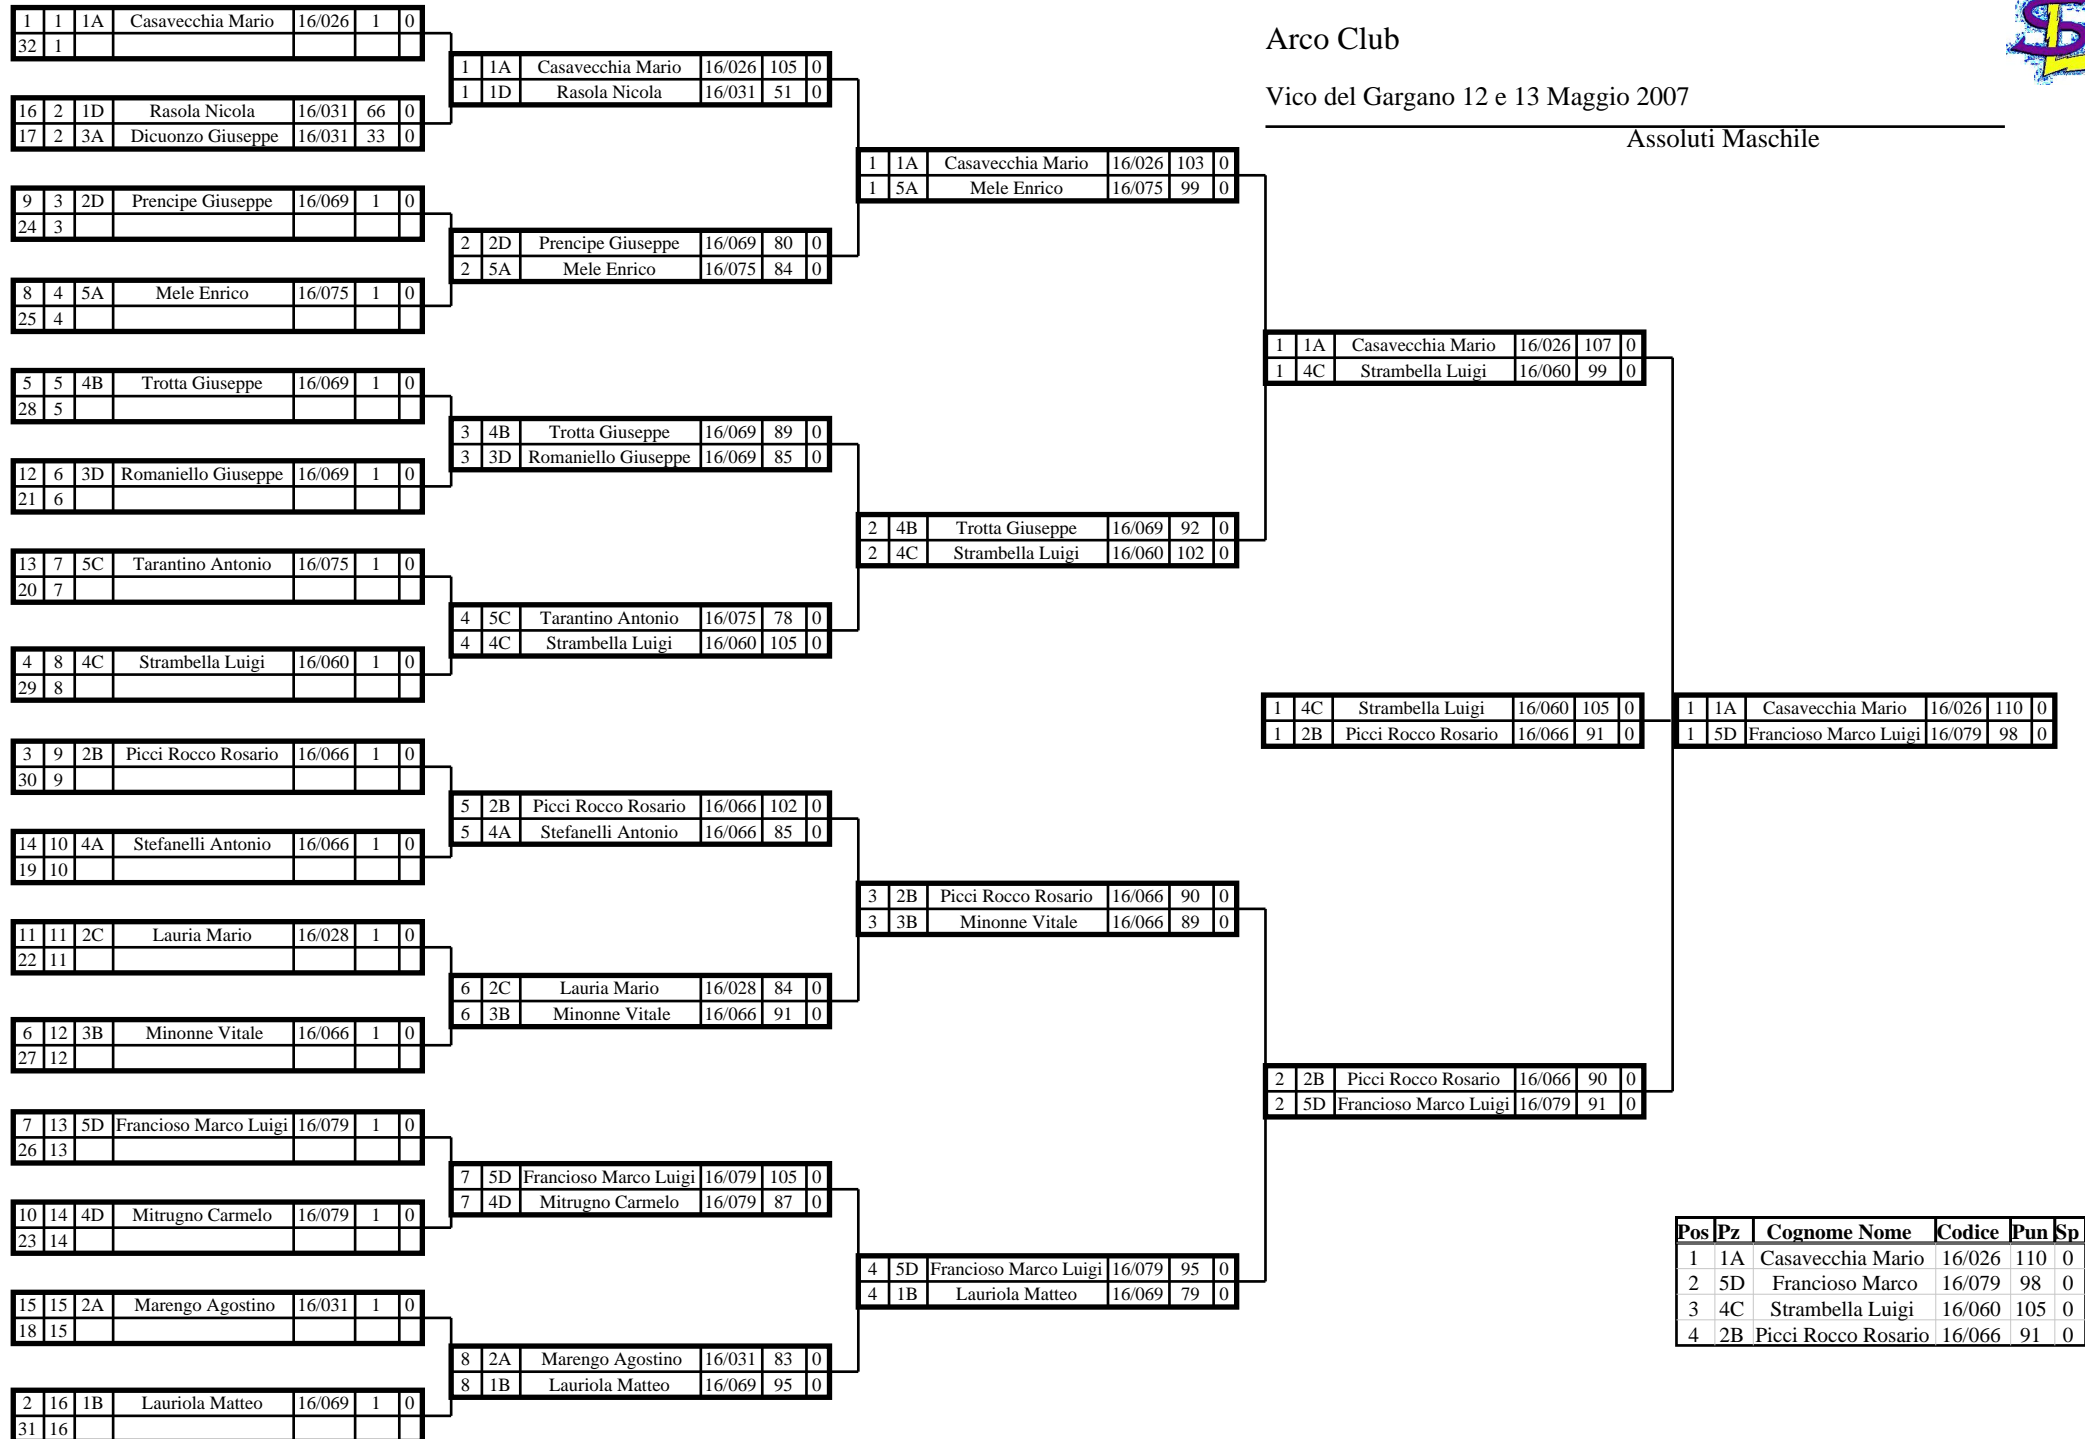 Arco Club
Vico del Gargano 12 e 13 Maggio 2007
Assoluti Maschile
1 1 1A Casavecchia Mario 16/026 1 0
32 1
16 2 1D Rasola Nicola 16/031 66 0
17 2 3A Dicuonzo Giuseppe 16/031 33 0
9 3 2D Prencipe Giuseppe 16/069 1 0
24 3
8 4 5A Mele Enrico 16/075 1 0
25 4
5 5 4B Trotta Giuseppe 16/069 1 0
28 5
12 6 3D Romaniello Giuseppe 16/069 1 0
21 6
13 7 5C Tarantino Antonio 16/075 1 0
20 7
4 8 4C Strambella Luigi 16/060 1 0
29 8
3 9 2B Picci Rocco Rosario 16/066 1 0
30 9
14 10 4A Stefanelli Antonio 16/066 1 0
19 10
11 11 2C Lauria Mario 16/028 1 0
22 11
6 12 3B Minonne Vitale 16/066 1 0
27 12
7 13 5D Francioso Marco Luigi 16/079 1 0
26 13
10 14 4D Mitrugno Carmelo 16/079 1 0
23 14
15 15 2A Marengo Agostino 16/031 1 0
18 15
2 16 1B Lauriola Matteo 16/069 1 0
31 16
1 1A Casavecchia Mario 16/026 105 0
1 1D Rasola Nicola 16/031 51 0
2 2D Prencipe Giuseppe 16/069 80 0
2 5A Mele Enrico 16/075 84 0
3 4B Trotta Giuseppe 16/069 89 0
3 3D Romaniello Giuseppe 16/069 85 0
4 5C Tarantino Antonio 16/075 78 0
4 4C Strambella Luigi 16/060 105 0
5 2B Picci Rocco Rosario 16/066 102 0
5 4A Stefanelli Antonio 16/066 85 0
6 2C Lauria Mario 16/028 84 0
6 3B Minonne Vitale 16/066 91 0
7 5D Francioso Marco Luigi 16/079 105 0
7 4D Mitrugno Carmelo 16/079 87 0
8 2A Marengo Agostino 16/031 83 0
8 1B Lauriola Matteo 16/069 95 0
1 1A Casavecchia Mario 16/026 103 0
1 5A Mele Enrico 16/075 99 0
2 4B Trotta Giuseppe 16/069 92 0
2 4C Strambella Luigi 16/060 102 0
3 2B Picci Rocco Rosario 16/066 90 0
3 3B Minonne Vitale 16/066 89 0
4 5D Francioso Marco Luigi 16/079 95 0
4 1B Lauriola Matteo 16/069 79 0
1 1A Casavecchia Mario 16/026 107 0
1 4C Strambella Luigi 16/060 99 0
1 4C Strambella Luigi 16/060 105 0
1 2B Picci Rocco Rosario 16/066 91 0
2 2B Picci Rocco Rosario 16/066 90 0
2 5D Francioso Marco Luigi 16/079 91 0
1 1A Casavecchia Mario 16/026 110 0
1 5D Francioso Marco Luigi 16/079 98 0
Pos Pz Cognome Nome Codice Pun Sp
1 1A Casavecchia Mario 16/026 110 0
2 5D Francioso Marco 16/079 98 0
3 4C Strambella Luigi 16/060 105 0
4 2B Picci Rocco Rosario 16/066 91 0